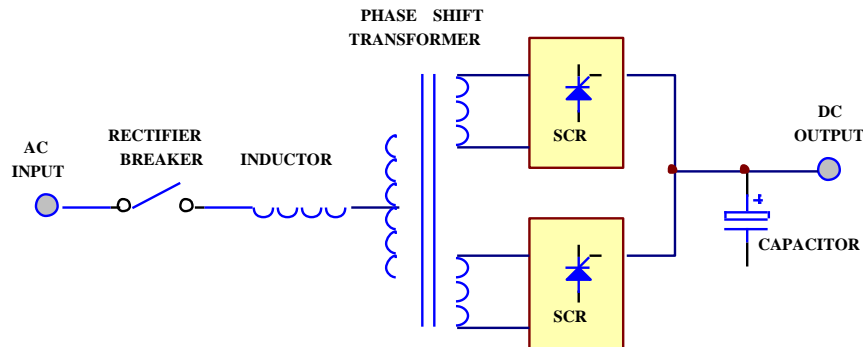 PHASE SHIFT
TRANSFORMER
AC
INPUT
RECTIFIER
BREAKER
INDUCTOR
SCR
DC
OUTPUT
+
CAPACITOR
SCR